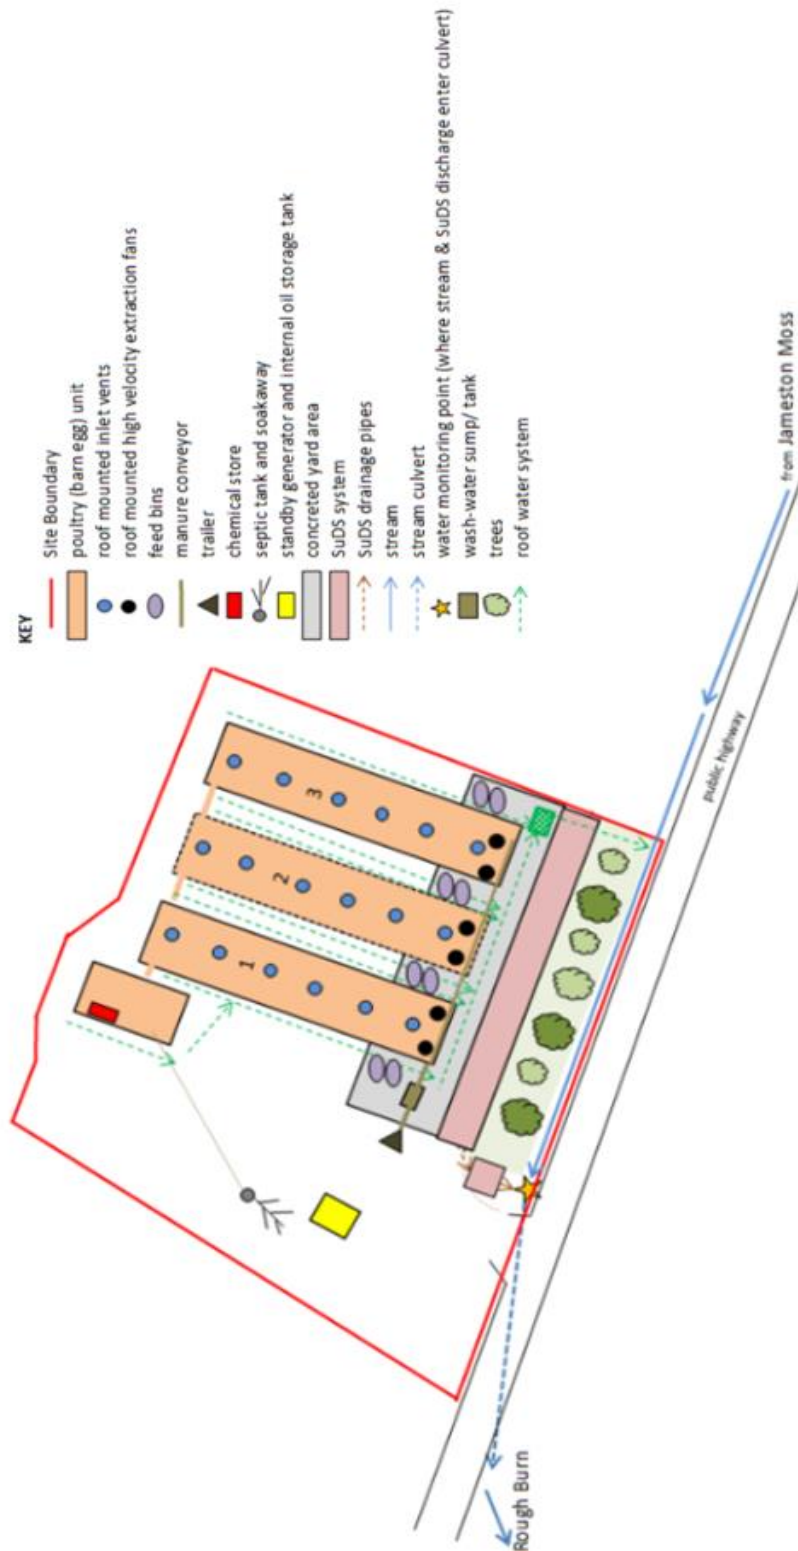 KEY
Site Boundary
poultry (barn egg) unit
roof mounted inlet vents
roof mounted high velocity extraction fans
feed bins
manure conveyor
trailer
chemical store
septic tank and soakaway
standby generator and internal oil storage tank
concreted yard area
SuDS system
SuDS drainage pipes
stream
stream culvert
water monitoring point (where stream & SuDS discharge enter culvert)
wash-water sump/ tank
trees
roof water system
1
2
3
Rough Burn
public highway
from Jameston Moss